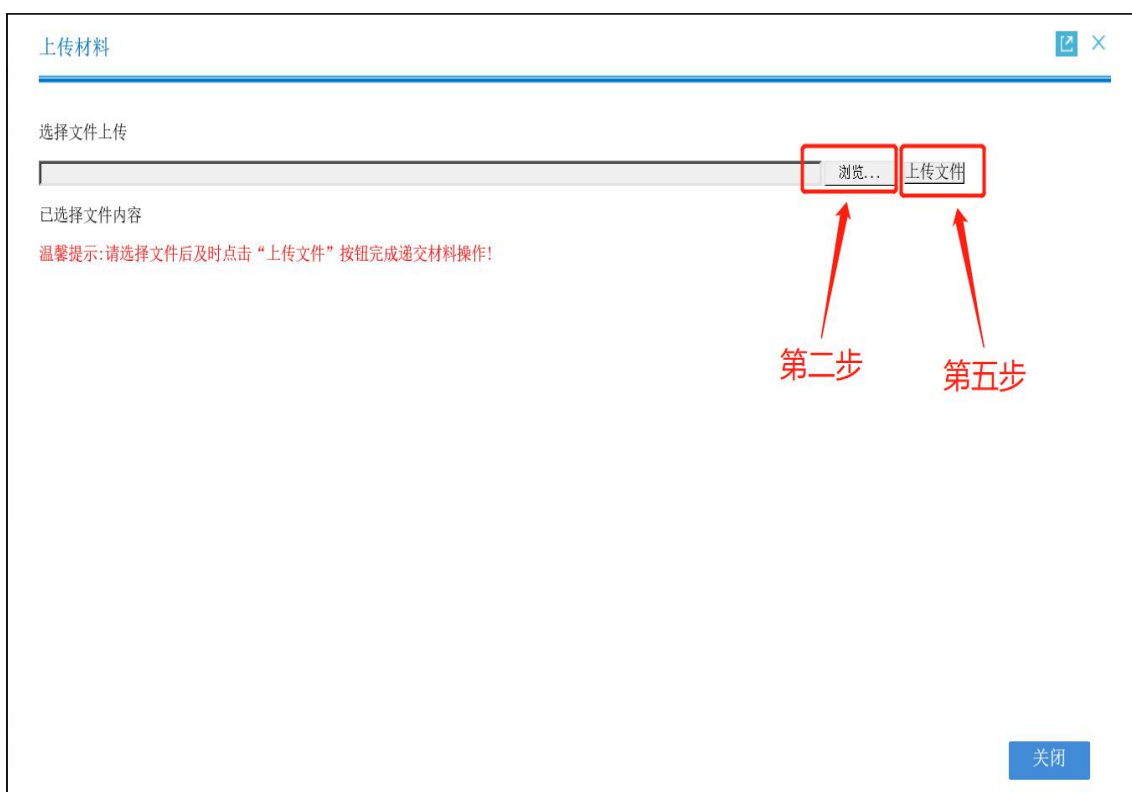 上传材料
选择文件上传
浏览... 上传文件
已选择文件内容
温馨提示:请选择文件后及时点击“上传文件”按钮完成递交材料操作!
第二步
第五步
关闭